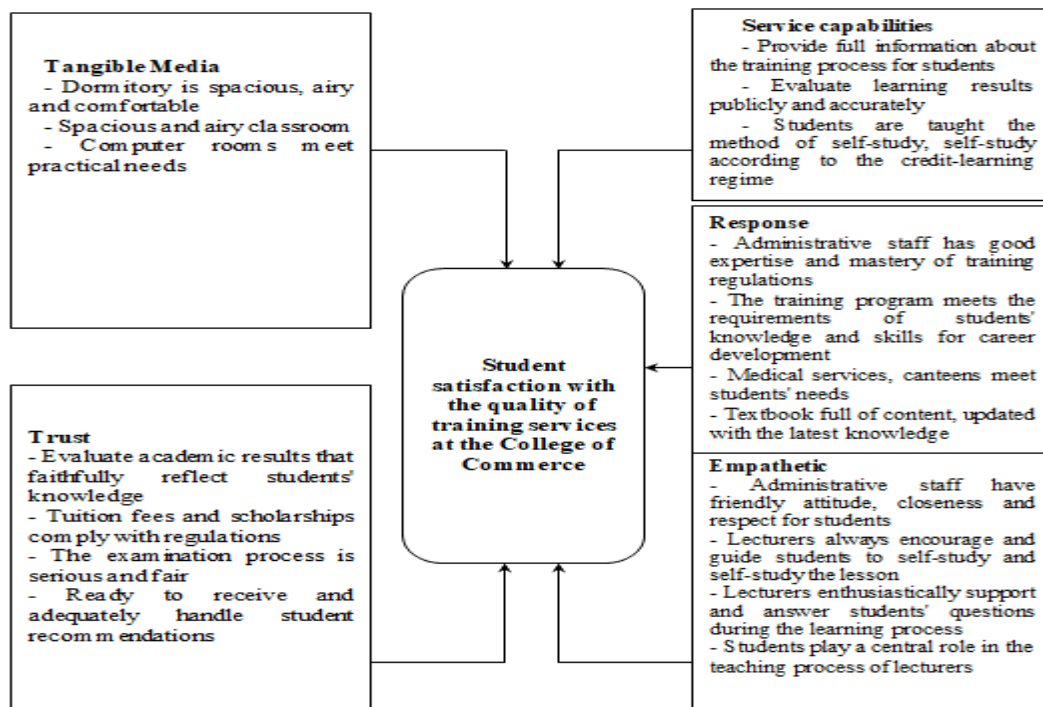 Tangible Media
- Dormitory is spacious, airy
and comfortable
- Spacious and airy classroom
- Computer rooms meet
practical needs
Trust
- Evaluate academic results that
faithfully reflect students'
knowledge
- Tuition fees and scholarships
comply with regulations
- The examination process is
serious and fair
- Ready to receive and
adequately handle student
recommendations
Student
satisfaction with
the quality of
training services
at the College of
Commerce
Service capabilities
- Provide full information about
the training process for students
- Evaluate learning results
publicly and accurately
- Students are taught the
method of self-study, self-study
according to the credit-learning
regime
Response
- Administrative staff has good
expertise and mastery of training
regulations
- The training program meets the
requirements of students'
knowledge and skills for career
development
- Medical services, canteens meet
students' needs
- Textbook full of content, updated
with the latest knowledge
Empathetic
- Administrative staff have
friendly attitude, closeness and
respect for students
- Lecturers always encourage and
guide students to self-study and
self-study the lesson
- Lecturers enthusiastically support
and answer students' questions
during the learning process
- Students play a central role in the
teaching process of lecturers